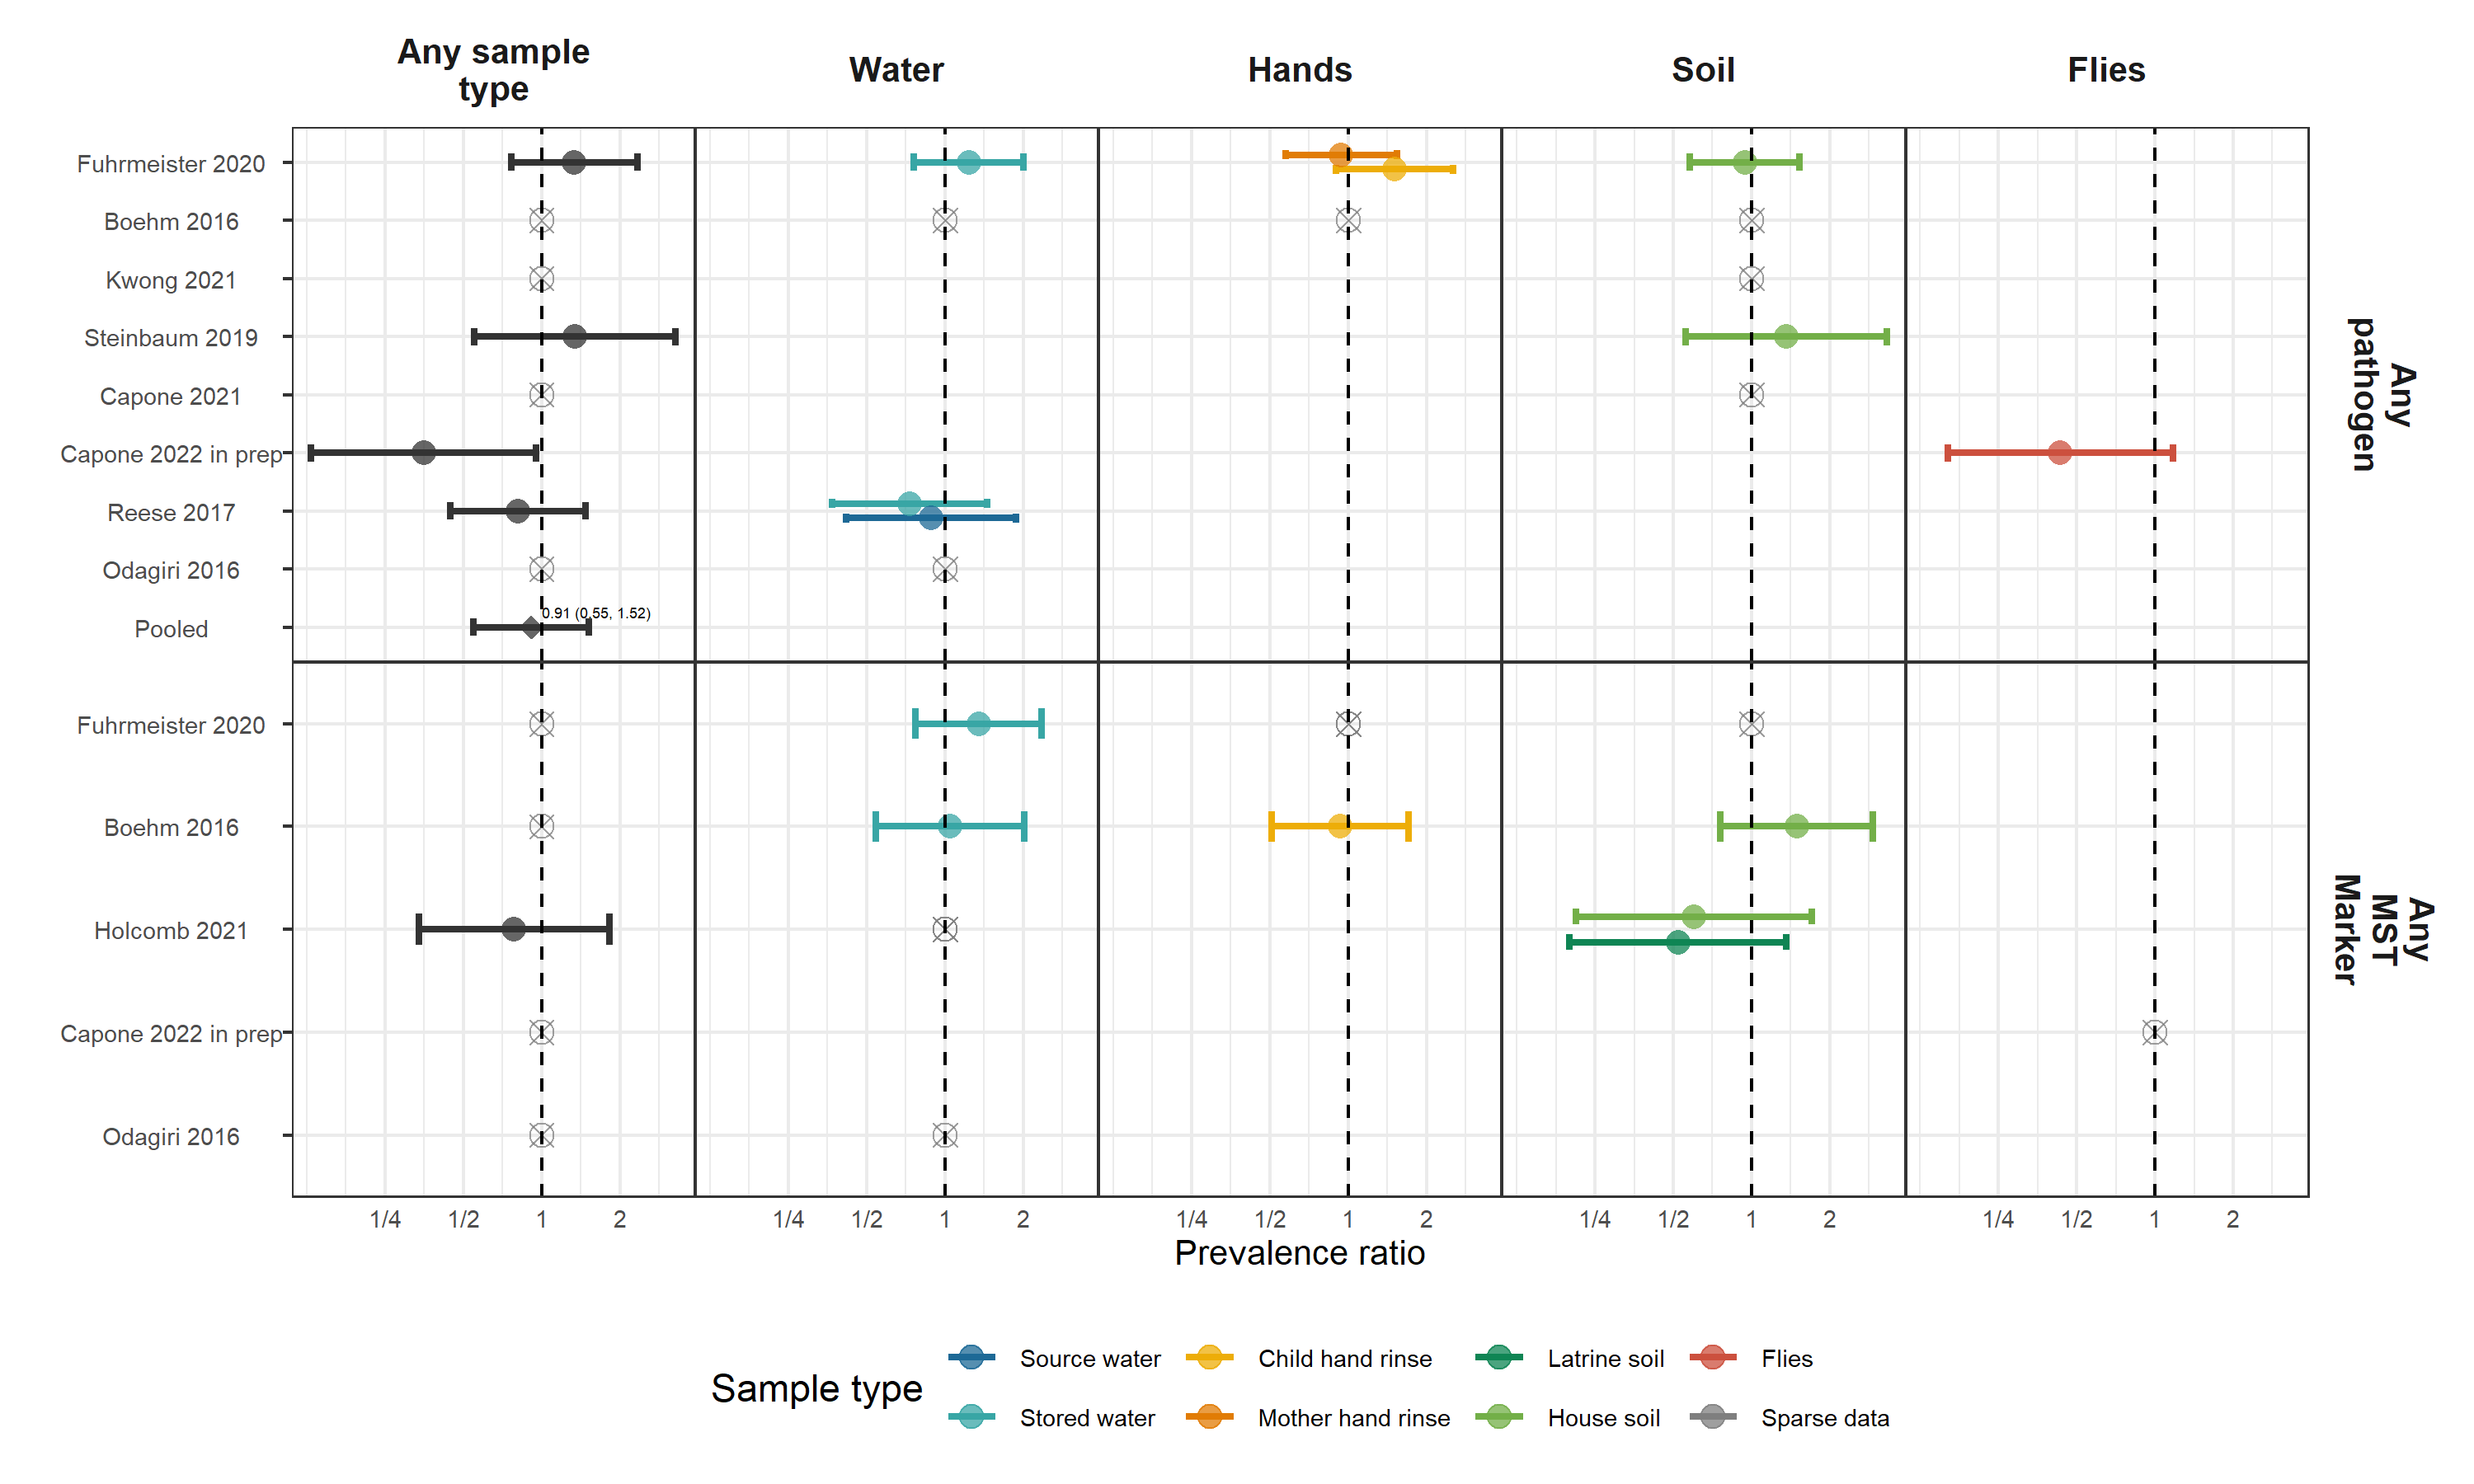 Any sample
type
Water
Hands
Soil
Flies
Fuhrmeister 2020
Boehm 2016
Kwong 2021
Steinbaum 2019
Capone 2021
Capone 2022 in prep
Reese 2017
Odagiri 2016
Pooled
0.91 (0.55, 1.52)
Any
pathogen
Fuhrmeister 2020
Boehm 2016
Holcomb 2021
Capone 2022 in prep
Odagiri 2016
Any
MST
Marker
1/4 1/2 1 2
1/4 1/2 1 2
1/4 1/2 1 2
1/4 1/2 1 2
1/4 1/2 1 2
Prevalence ratio
Sample type
Source water
Child hand rinse
Latrine soil
Flies
Stored water
Mother hand rinse
House soil
Sparse data